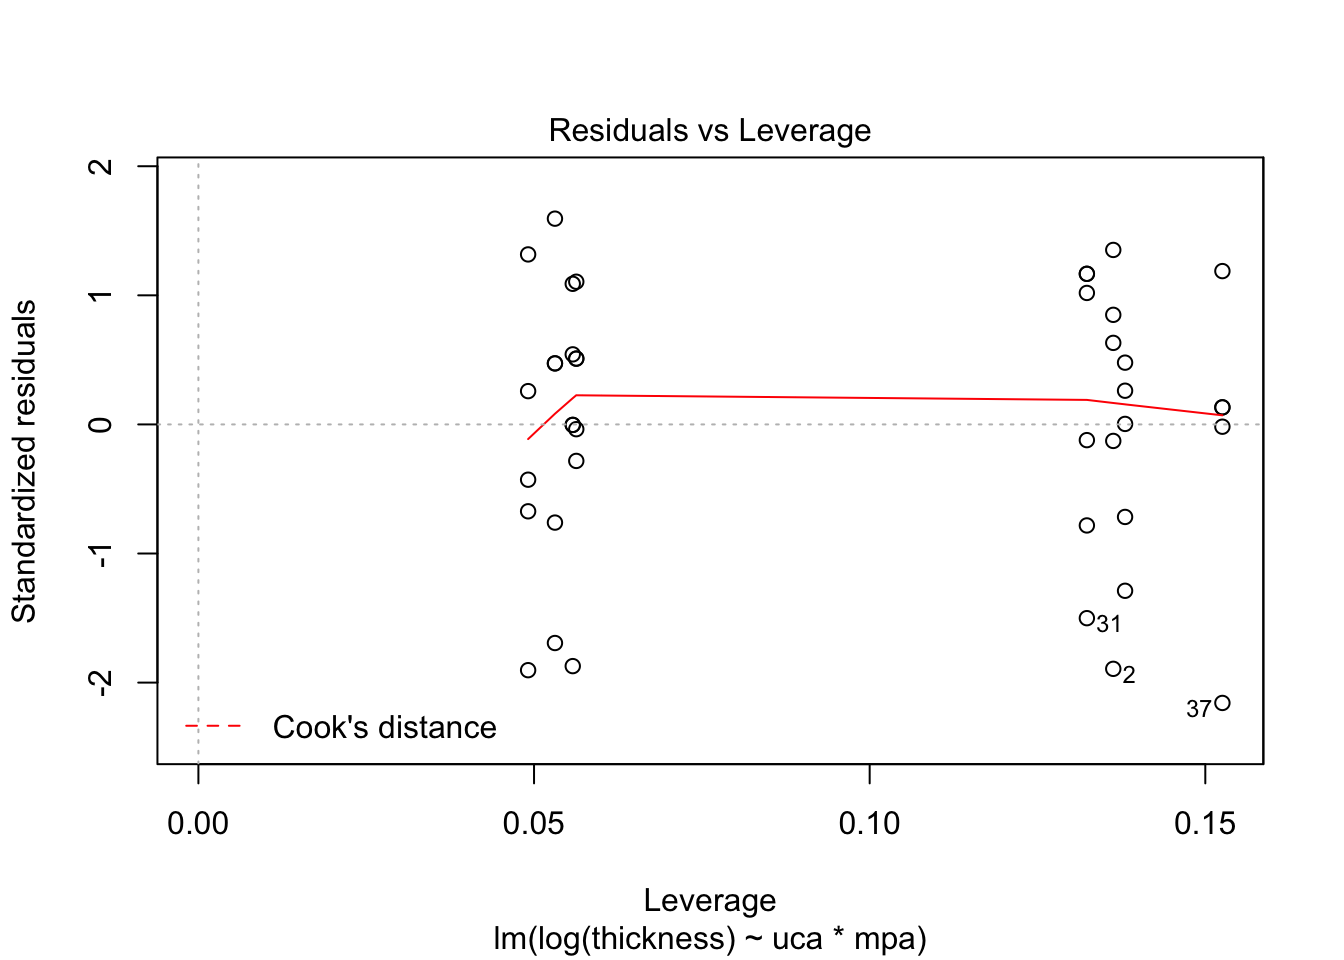 Residuals vs Leverage
Standardized residuals
2
1
0
-1
-2
31
2
37
Cook's distance
0.00 0.05 0.10 0.15
Leverage
lm(log(thickness) ~ uca * mpa)